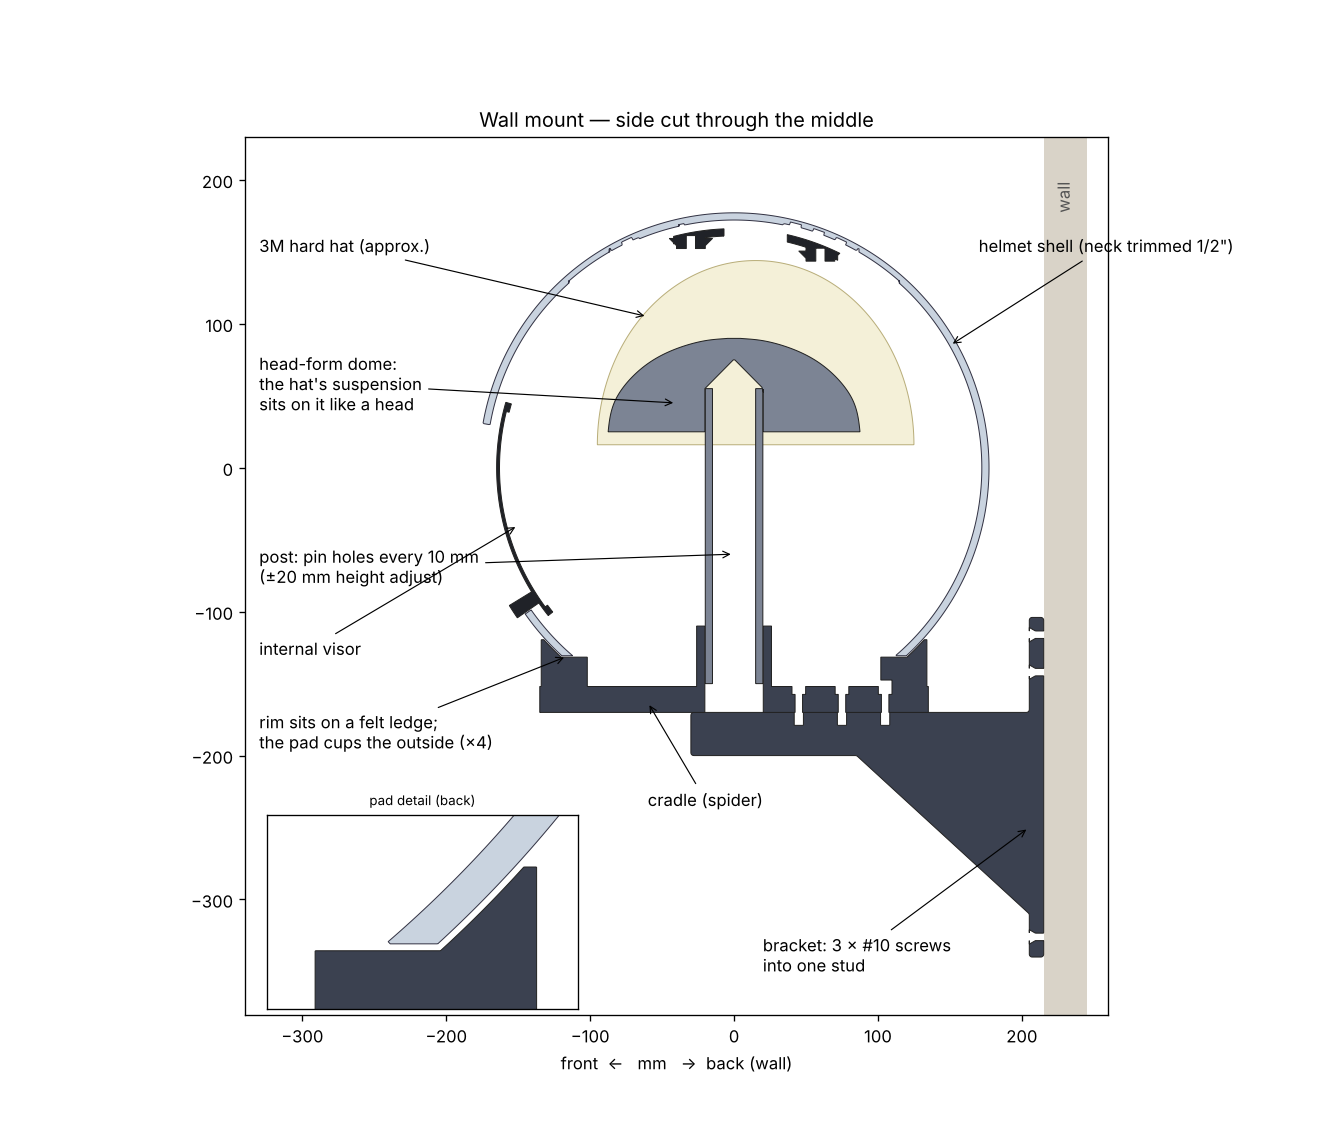 Wall mount — side cut through the middle
wall
3M hard hat (approx.)
helmet shell (neck trimmed 1/2")
head-form dome:
the hat's suspension
sits on it like a head
post: pin holes every 10 mm
(±20 mm height adjust)
internal visor
rim sits on a felt ledge;
the pad cups the outside (×4)
cradle (spider)
pad detail (back)
bracket: 3 × #10 screws
into one stud
200
100
0
−100
−200
−300
−300
−200
−100
0
100
200
front ← mm → back (wall)